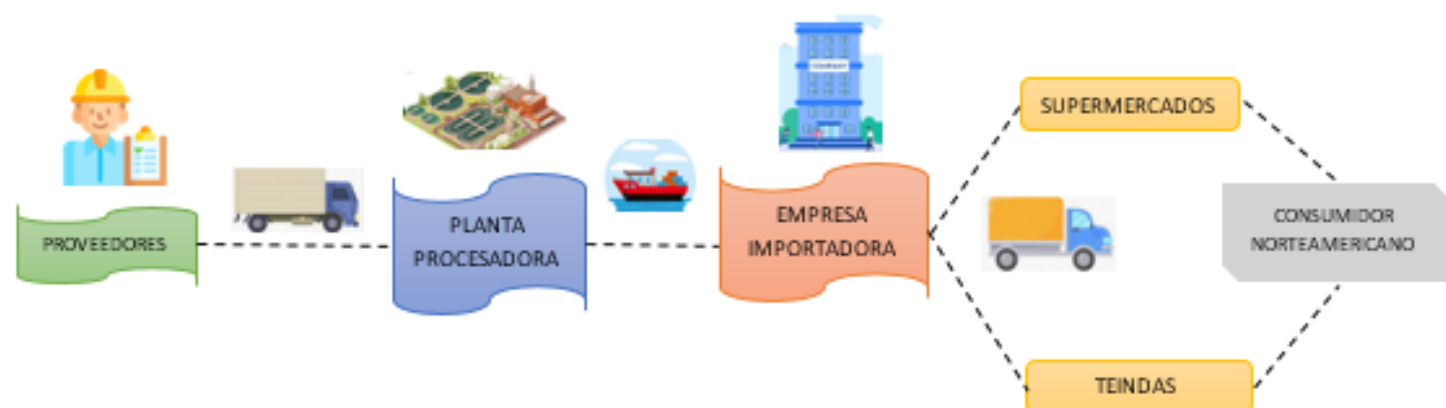 SUPERMERCADOS
PROVEEDORES
PLANTA
PROCESADORA
EMPRESA
IMPORTADORA
CONSUMIDOR
NORTEAMERICANO
TEINDAS